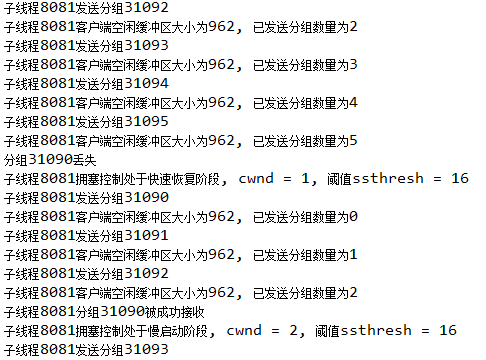 子线程8081发送分组31092
子线程8081客户端空闲缓冲区大小为962, 已发送分组数量为2
子线程8081发送分组31093
子线程8081客户端空闲缓冲区大小为962, 已发送分组数量为3
子线程8081发送分组31094
子线程8081客户端空闲缓冲区大小为962, 已发送分组数量为4
子线程8081发送分组31095
子线程8081客户端空闲缓冲区大小为962, 已发送分组数量为5
分组31090丢失
子线程8081拥塞控制处于快速恢复阶段, cwnd = 1, 阈值ssthresh = 16
子线程8081发送分组31090
子线程8081客户端空闲缓冲区大小为962, 已发送分组数量为0
子线程8081发送分组31091
子线程8081客户端空闲缓冲区大小为962, 已发送分组数量为1
子线程8081发送分组31092
子线程8081客户端空闲缓冲区大小为962, 已发送分组数量为2
子线程8081分组31090被成功接收
子线程8081拥塞控制处于慢启动阶段, cwnd = 2, 阈值ssthresh = 16
子线程8081发送分组31093